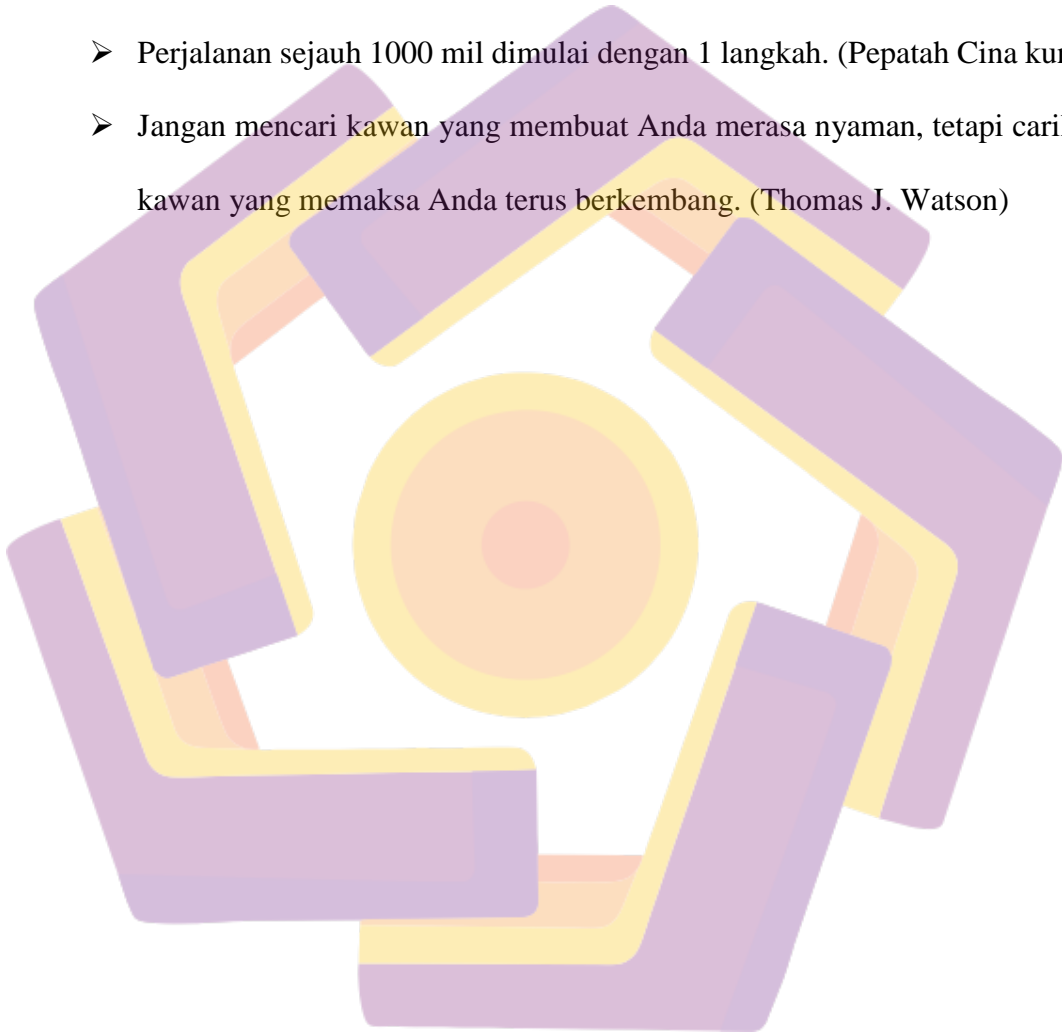 ➢ Perjalanan sejauh 1000 mil dimulai dengan 1 langkah. (Pepatah Cina
➢ Jangan mencari kawan yang membuat Anda merasa nyaman, tetapi
kawan yang memaksa Anda terus berkembang. (Thomas J. Watson)